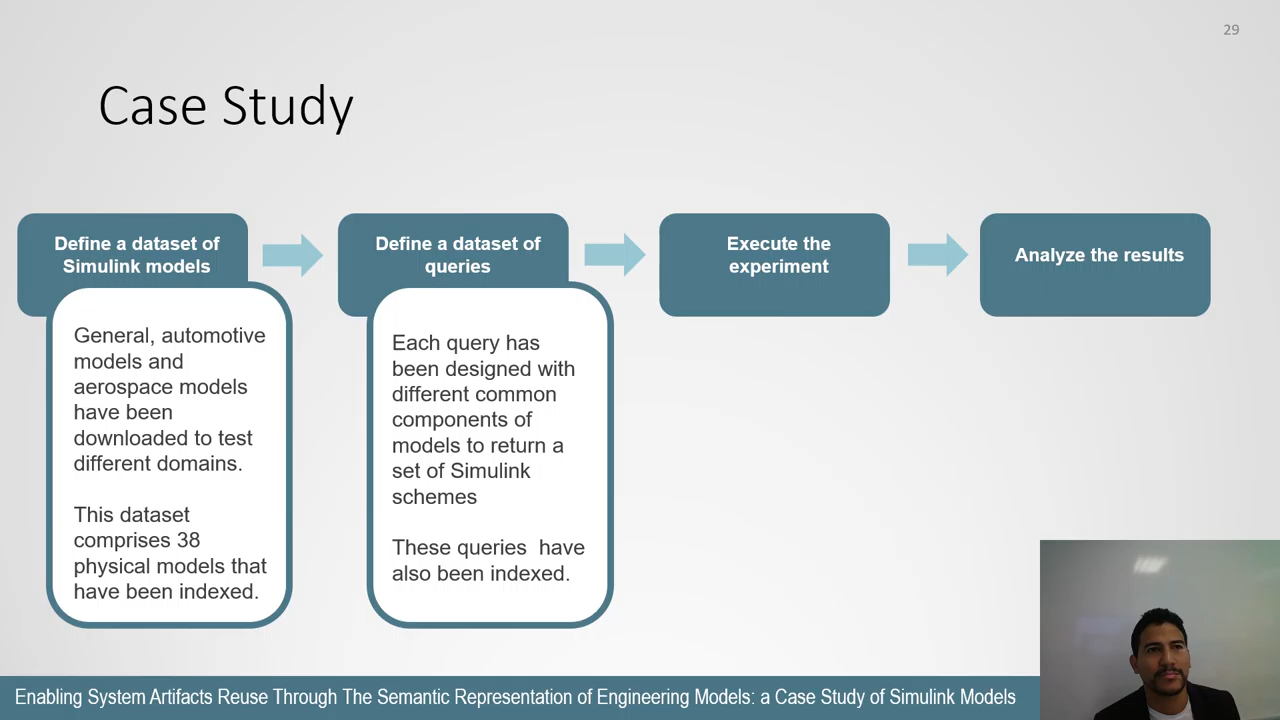 29
Case Study
Define a dataset of
Simulink models
General, automotive
models and
aerospace models
have been
downloaded to test
different domains.
This dataset
comprises 38
physical models that
have been indexed.
Define a dataset of
queries
Each query has
been designed with
different common
components of
models to return a
set of Simulink
schemes
These queries  have
also been indexed.
Execute the
experiment
Analyze the results
Enabling System Artifacts Reuse Through The Semantic Representation of Engineering Models: a Case Study of Simulink Models